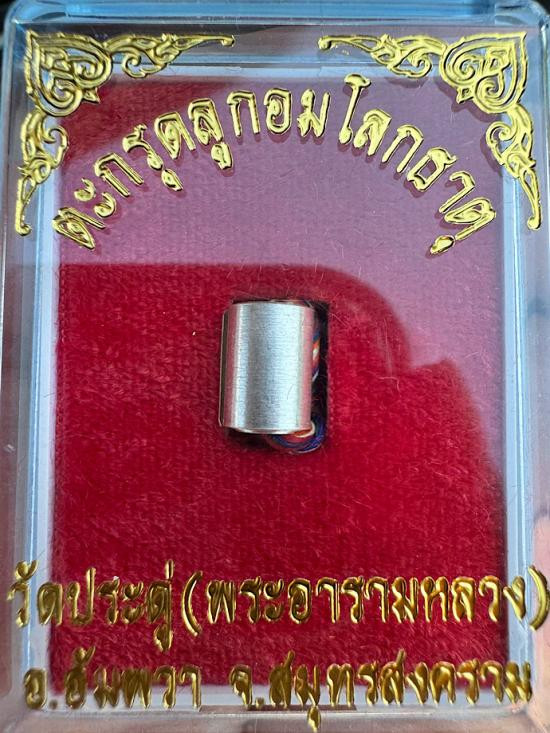 ตะกรุดลูกอมโลกธาตุ
วัดประดู่(พระอารามหลวง)
อ.อัมพวา จ.สมุทรสงคราม